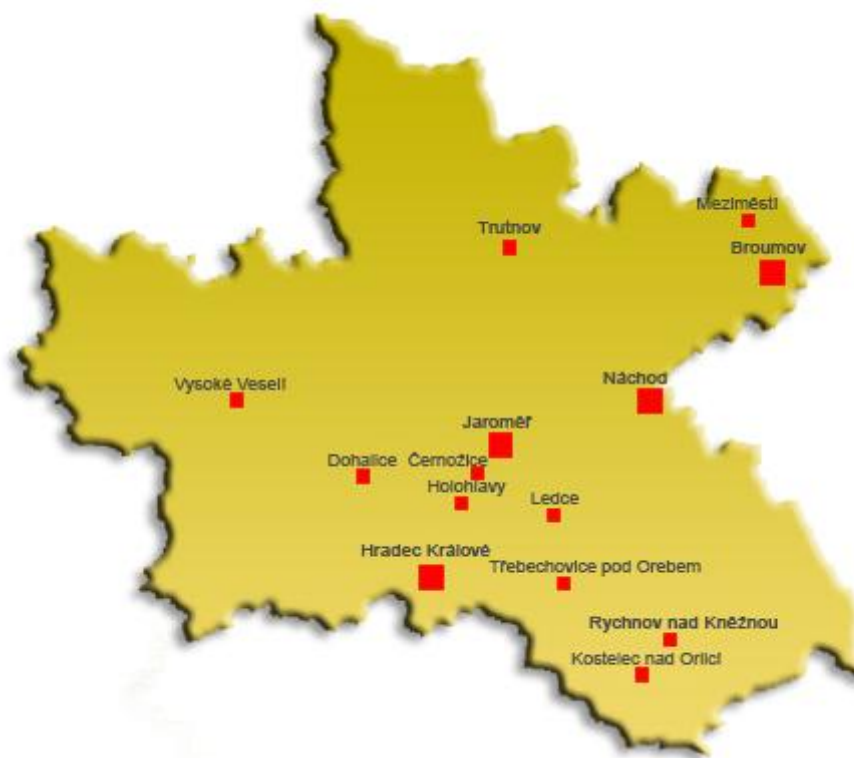 Meziměstí
Trutnov
Broumov
Náchod
Vysoké Veselí
Jaroměř
Dohalice
Černožice
Holohlavy
Ledce
Hradec Králové
Třebechovice pod Orebem
Rychnov nad Kněžnou
Kostelec nad Orlicí